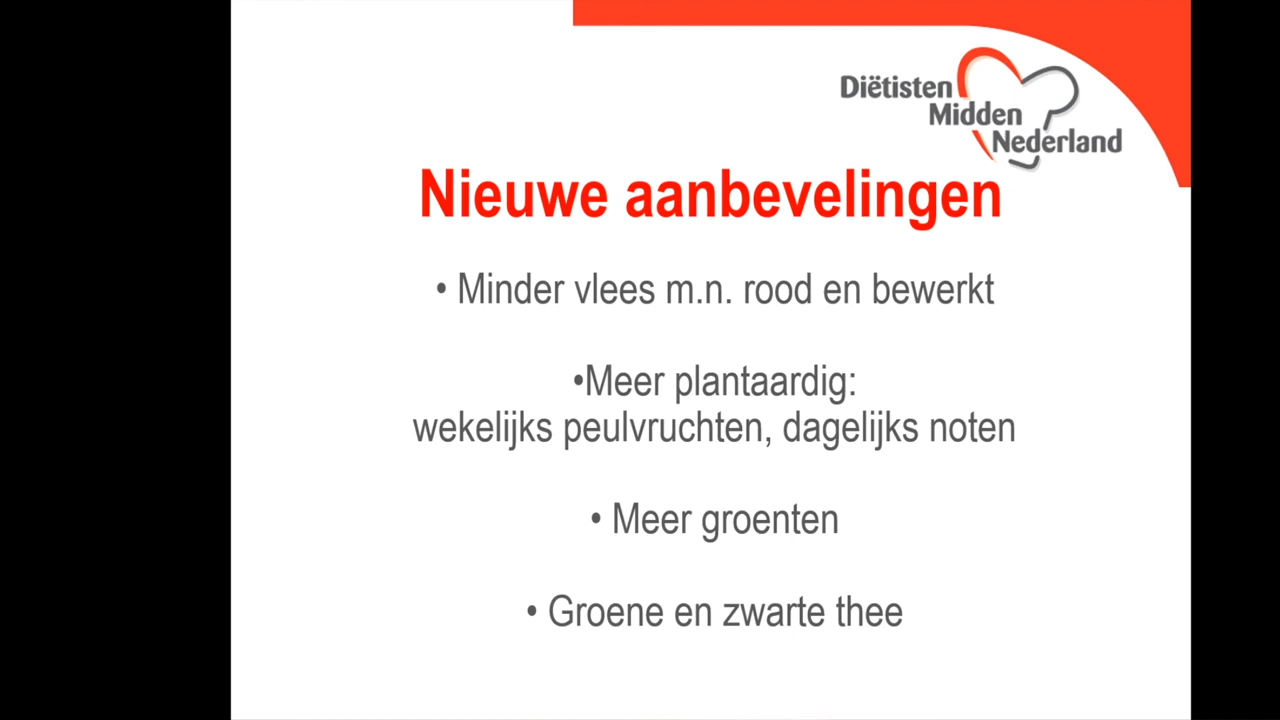 Diëtisten
Midden
Nederland
Nieuwe aanbevelingen
• Minder vlees m.n. rood en bewerkt
•Meer plantaardig:
wekelijks peulvruchten, dagelijks noten
• Meer groenten
• Groene en zwarte thee